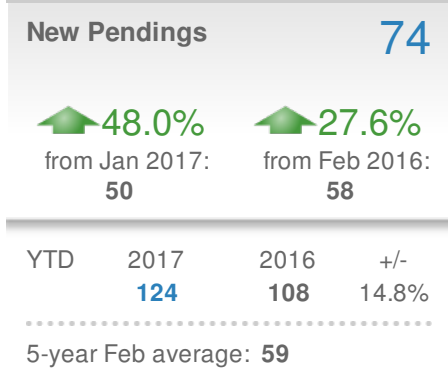 New Pendings 74
48.0% 27.6%
from Jan 2017: from Feb 2016:
50 58
YTD 2017 2016 +/-
124 108 14.8%
5-year Feb average: 59